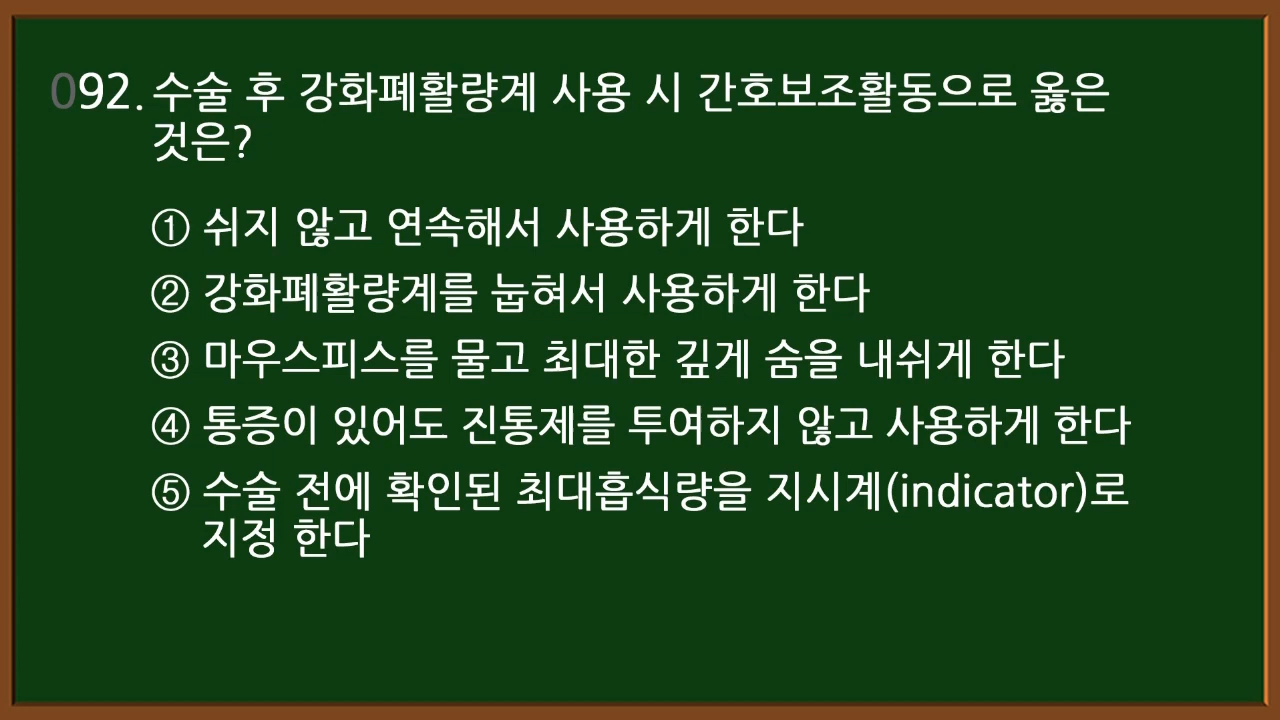 092. 수술 후 강화폐활량계 사용 시 간호보조활동으로 옳은
것은?
① 쉬지 않고 연속해서 사용하게 한다
② 강화폐활량계를 눕혀서 사용하게 한다
③ 마우스피스를 물고 최대한 깊게 숨을 내쉬게 한다
④ 통증이 있어도 진통제를 투여하지 않고 사용하게 한다
⑤ 수술 전에 확인된 최대흡식량을 지시계(indicator)로
지정 한다